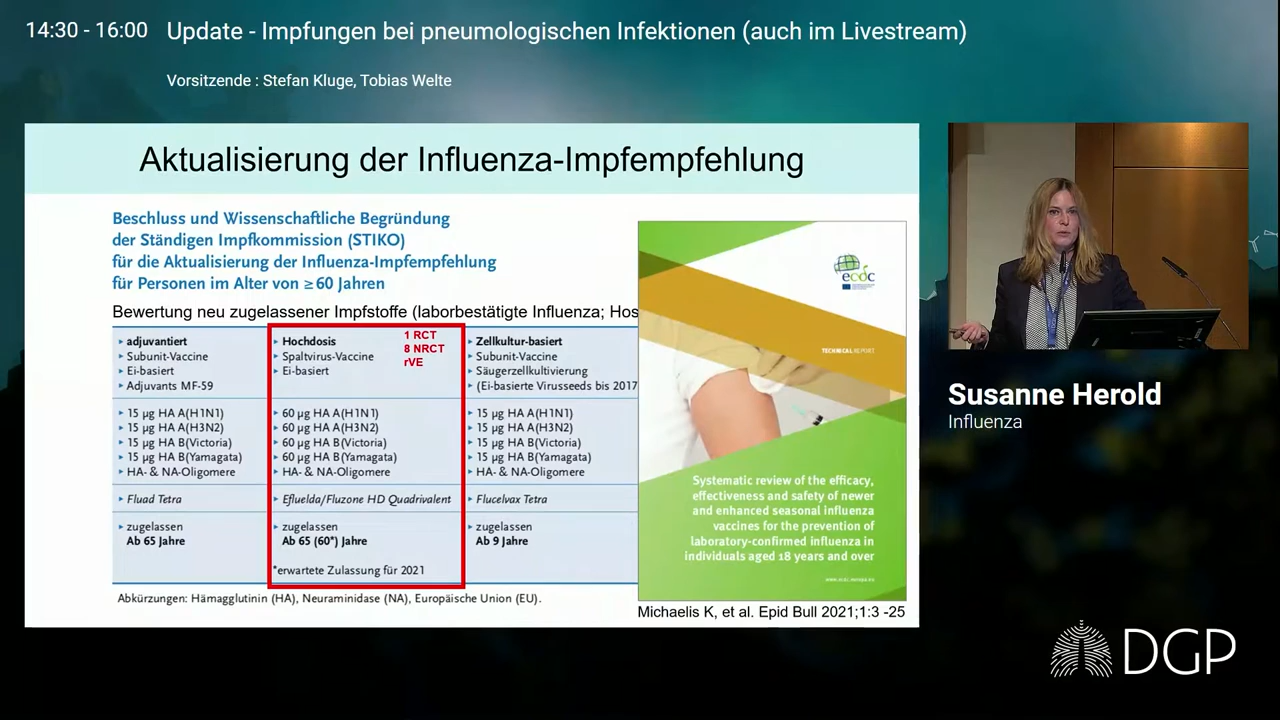 14:30 - 16:00 Update - Impfungen bei pneumologischen Infektionen (auch im Livestream)
Vorsitzende : Stefan Kluge, Tobias Welte
Aktualisierung der Influenza-Impfempfehlung
Beschluss und Wissenschaftliche Begründung
der Ständigen Impfkommission (STIKO)
für die Aktualisierung der Influenza-Impfempfehlung
für Personen im Alter von ≥ 60 Jahren
Bewertung neu zugelassener Impfstoffe (laborbestätigte Influenza; Hos
adjuvantiert
Subunit-Vaccine
Ei-basiert
Adjuvants MF-59
15 µg HA A(H1N1)
15 µg HA A(H3N2)
15 µg HA B(Victoria)
15 µg HA B(Yamagata)
HA- & NA-Oligomere
Fluad Tetra
zugelassen
Ab 65 Jahre
Hochdosis
Spaltvirus-Vaccine
Ei-basiert
1 RCT
8 NRCT
rVE
60 µg HA A(H1N1)
60 µg HA A(H3N2)
60 µg HA B(Victoria)
60 µg HA B(Yamagata)
HA- & NA-Oligomere
Efluelda/Fluzone HD Quadrivalent
zugelassen
Ab 65 (60*) Jahre
*erwartete Zulassung für 2021
Zellkultur-basiert
Subunit-Vaccine
Säugerzellkultivierung
(Ei-basierte Virusseeds bis 2017
15 µg HA A(H1N1)
15 µg HA A(H3N2)
15 µg HA B(Victoria)
15 µg HA B(Yamagata)
HA- & NA-Oligomere
Flucelvax Tetra
zugelassen
Ab 9 Jahre
Abkürzungen: Hämagglutinin (HA), Neuraminidase (NA), Europäische Union (EU).
ecdc
TECHNICAL REPORT
Systematic review of the efficacy,
effectiveness and safety of newer
and enhanced seasonal influenza
vaccines for the prevention of
laboratory-confirmed influenza in
individuals aged 18 years and over
www.ecdc.europa.eu
Michaelis K, et al. Epid Bull 2021;1:3 -25
Susanne Herold
Influenza
DGP